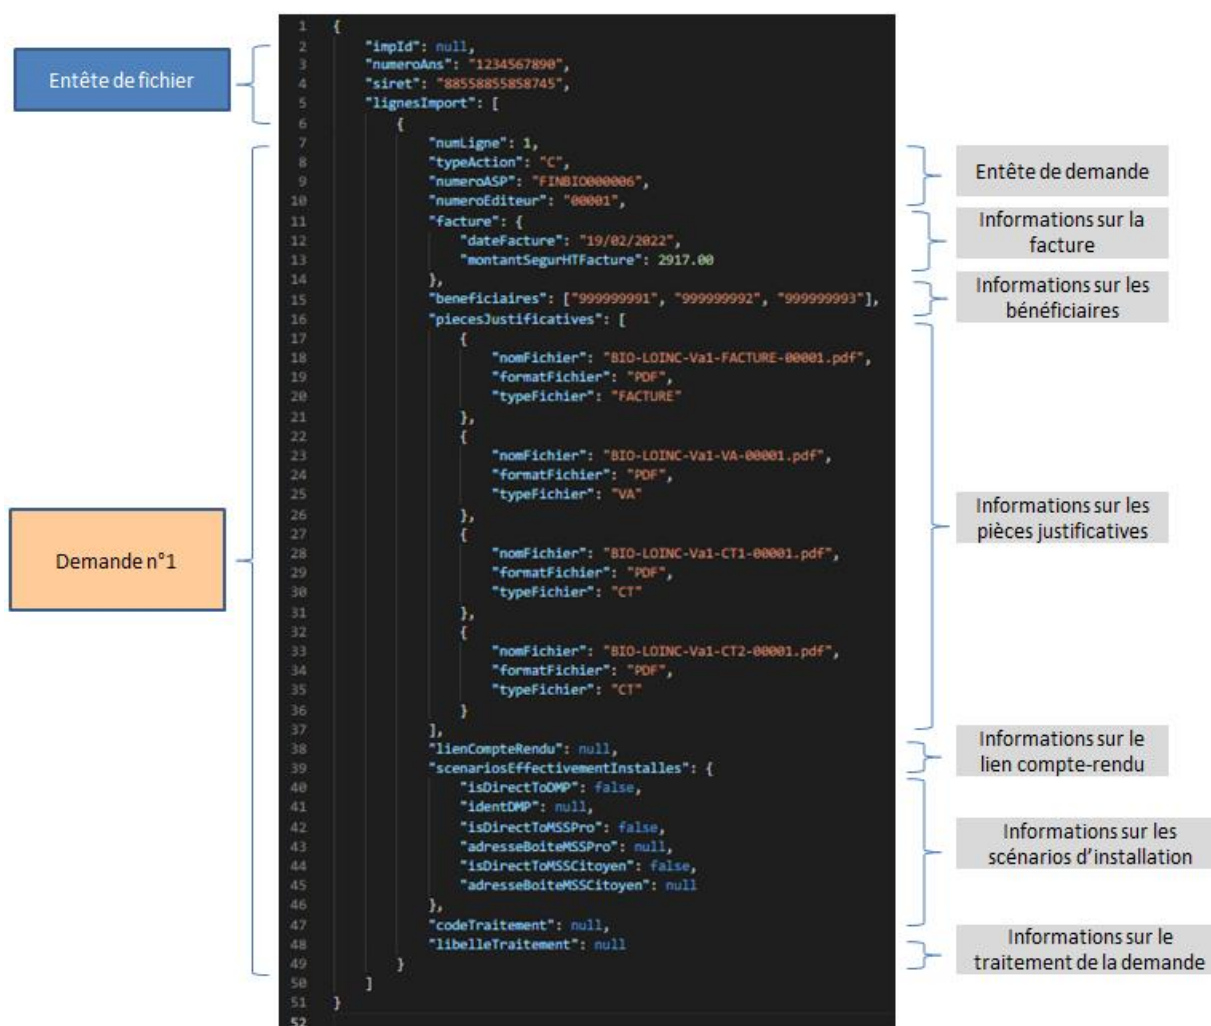 Entête de fichier
Demande n°1
1 {
2 "impId": null,
3 "numeroAns": "1234567890",
4 "siret": "88558855858745",
5 "lignesImport": [
6 {
7 "numLigne": 1,
8 "typeAction": "C",
9 "numeroASP": "FINBIO000006",
10 "numeroEditeur": "00001",
11 "facture": {
12 "dateFacture": "19/02/2022",
13 "montantSegurHTFacture": 2917.00
14 },
15 "beneficiaires": ["999999991", "999999992", "999999993"],
16 "piecesJustificatives": [
17 {
18 "nomFichier": "BIO-LOINC-Va1-FACTURE-00001.pdf",
19 "formatFichier": "PDF",
20 "typeFichier": "FACTURE"
21 },
22 {
23 "nomFichier": "BIO-LOINC-Va1-VA-00001.pdf",
24 "formatFichier": "PDF",
25 "typeFichier": "VA"
26 },
27 {
28 "nomFichier": "BIO-LOINC-Va1-CT1-00001.pdf",
29 "formatFichier": "PDF",
30 "typeFichier": "CT"
31 },
32 {
33 "nomFichier": "BIO-LOINC-Va1-CT2-00001.pdf",
34 "formatFichier": "PDF",
35 "typeFichier": "CT"
36 }
37 ],
38 "lienCompteRendu": null,
39 "scenariosEffectivementInstalles": {
40 "isDirectToDMP": false,
41 "identDMP": null,
42 "isDirectToMSSPro": false,
43 "adresseBoiteMSSPro": null,
44 "isDirectToMSSCitoyen": false,
45 "adresseBoiteMSSCitoyen": null
46 },
47 "codeTraitement": null,
48 "libelleTraitement": null
49 }
50 ]
51 }
52
Entête de demande
Informations sur la
facture
Informations sur les
bénéficiaires
Informations sur les
pièces justificatives
Informations sur le
lien compte-rendu
Informations sur les
scénarios d'installation
Informations sur le
traitement de la demande